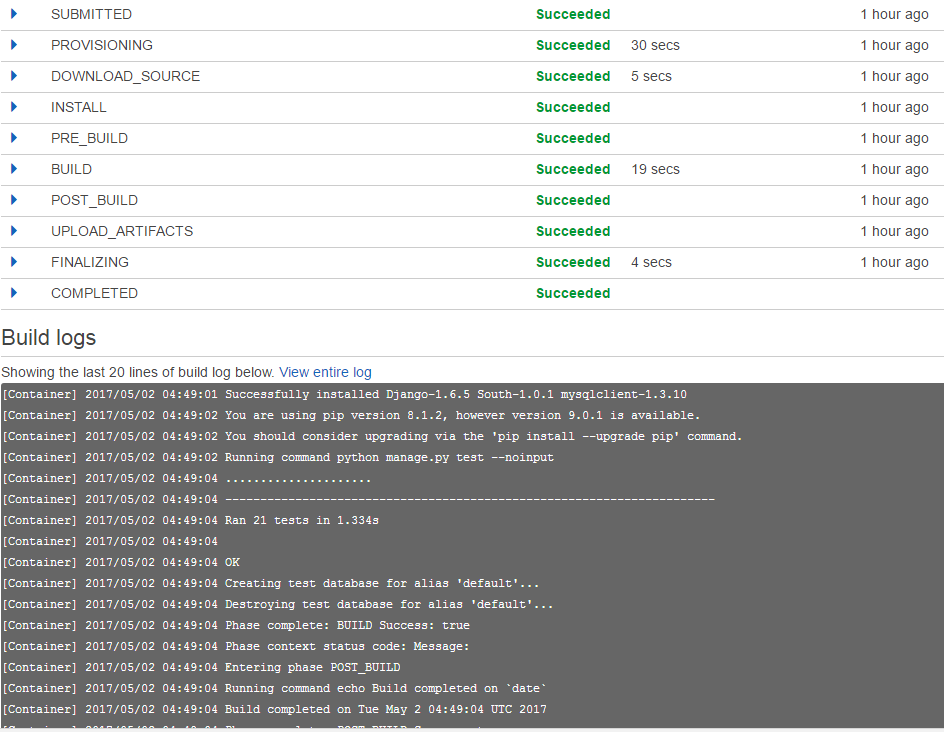 SUBMITTED Succeeded 1 hour ago
PROVISIONING Succeeded 30 secs 1 hour ago
DOWNLOAD_SOURCE Succeeded 5 secs 1 hour ago
INSTALL Succeeded 1 hour ago
PRE_BUILD Succeeded 1 hour ago
BUILD Succeeded 19 secs 1 hour ago
POST_BUILD Succeeded 1 hour ago
UPLOAD_ARTIFACTS Succeeded 1 hour ago
FINALIZING Succeeded 4 secs 1 hour ago
COMPLETED Succeeded
Build logs
Showing the last 20 lines of build log below. View entire log
[Container] 2017/05/02 04:49:01 Successfully installed Django-1.6.5 South-1.0.1 mysqlclient-1.3.10
[Container] 2017/05/02 04:49:02 You are using pip version 8.1.2, however version 9.0.1 is available.
[Container] 2017/05/02 04:49:02 You should consider upgrading via the 'pip install --upgrade pip' command.
[Container] 2017/05/02 04:49:02 Running command python manage.py test --noinput
[Container] 2017/05/02 04:49:04 .....................
[Container] 2017/05/02 04:49:04 ----------------------------------------------------------------------
[Container] 2017/05/02 04:49:04 Ran 21 tests in 1.334s
[Container] 2017/05/02 04:49:04
[Container] 2017/05/02 04:49:04 OK
[Container] 2017/05/02 04:49:04 Creating test database for alias 'default'...
[Container] 2017/05/02 04:49:04 Destroying test database for alias 'default'...
[Container] 2017/05/02 04:49:04 Phase complete: BUILD Success: true
[Container] 2017/05/02 04:49:04 Phase context status code: Message:
[Container] 2017/05/02 04:49:04 Entering phase POST_BUILD
[Container] 2017/05/02 04:49:04 Running command echo Build completed on `date`
[Container] 2017/05/02 04:49:04 Build completed on Tue May 2 04:49:04 UTC 2017